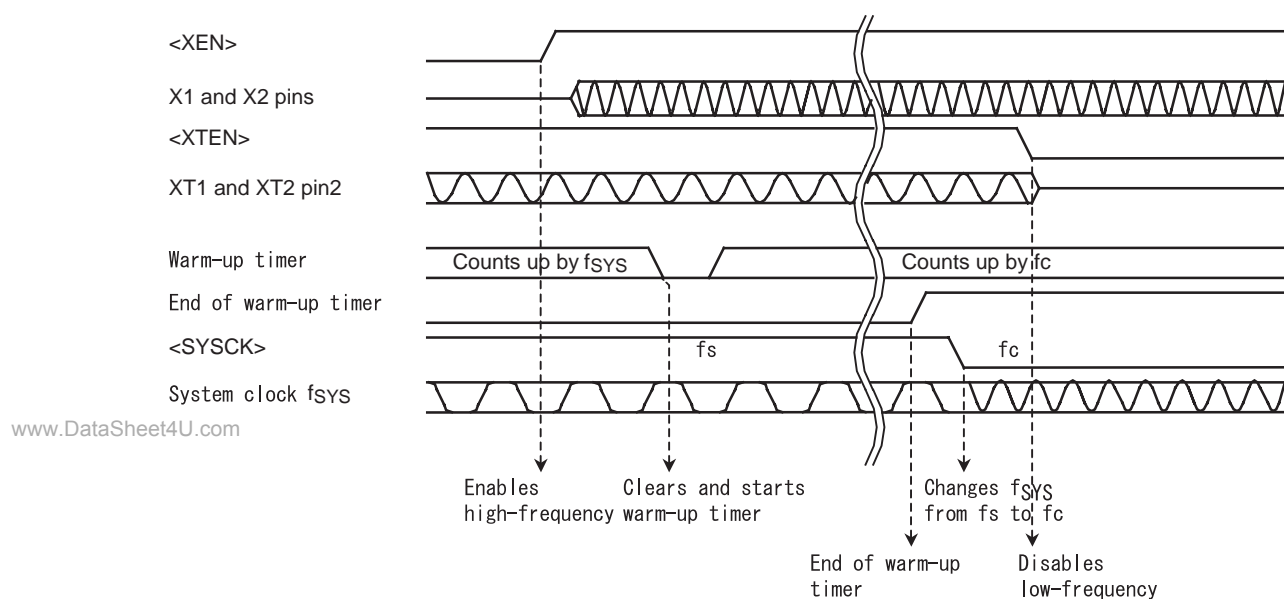 <XEN>
X1 and X2 pins
<XTEN>
XT1 and XT2 pin2
Warm-up timer
Counts up by fSYS
Counts up by fc
End of warm-up timer
<SYSCK>
fs
fc
System clock fSYS
www.DataSheet4U.com
Enables
high-frequency
Clears and starts
warm-up timer
Changes fSYS
from fs to fc
End of warm-up
timer
Disables
low-frequency